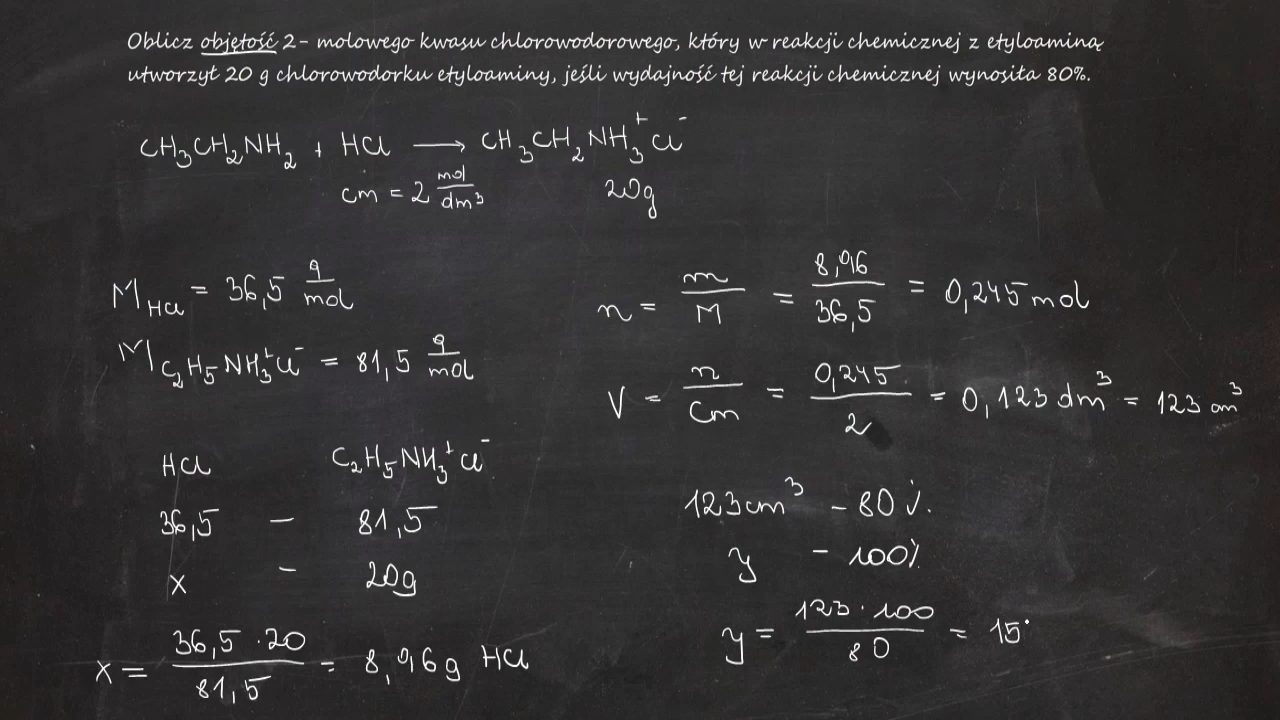 Oblicz objętość 2- molowego kwasu chlorowodorowego, który w reakcji chemicznej z etyloaminą
utworzył 20 g chlorowodorku etyloaminy, jeśli wydajność tej reakcji chemicznej wynosiła 80%.
CH₃CH₂NH₂ + HCl ⟶ CH₃CH₂NH₃⁺Cl⁻
cm = 2 mol/dm³ 20g
M_HCl = 36,5 g/mol
M_C₂H₅NH₃⁺Cl⁻ = 81,5 g/mol
HCl C₂H₅NH₃⁺Cl⁻
36,5 – 81,5
x – 20g
x = 36,5 · 20 / 81,5 = 8,96g HCl
n = m/M = 8,96/36,5 = 0,245 mol
V = n/Cm = 0,245/2 = 0,123 dm³ = 123 cm³
123 cm³ – 80%.
y – 100%
y = 123 · 100 / 80 = 15